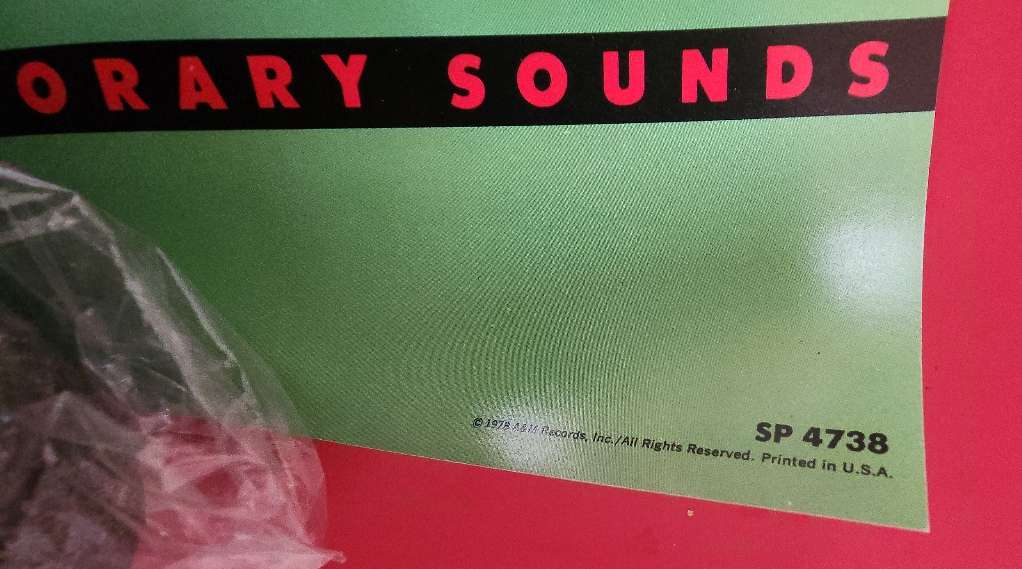 ORARY SOUNDS
SP 4738
© 1978 A&M Records, Inc./All Rights Reserved. Printed in U.S.A.